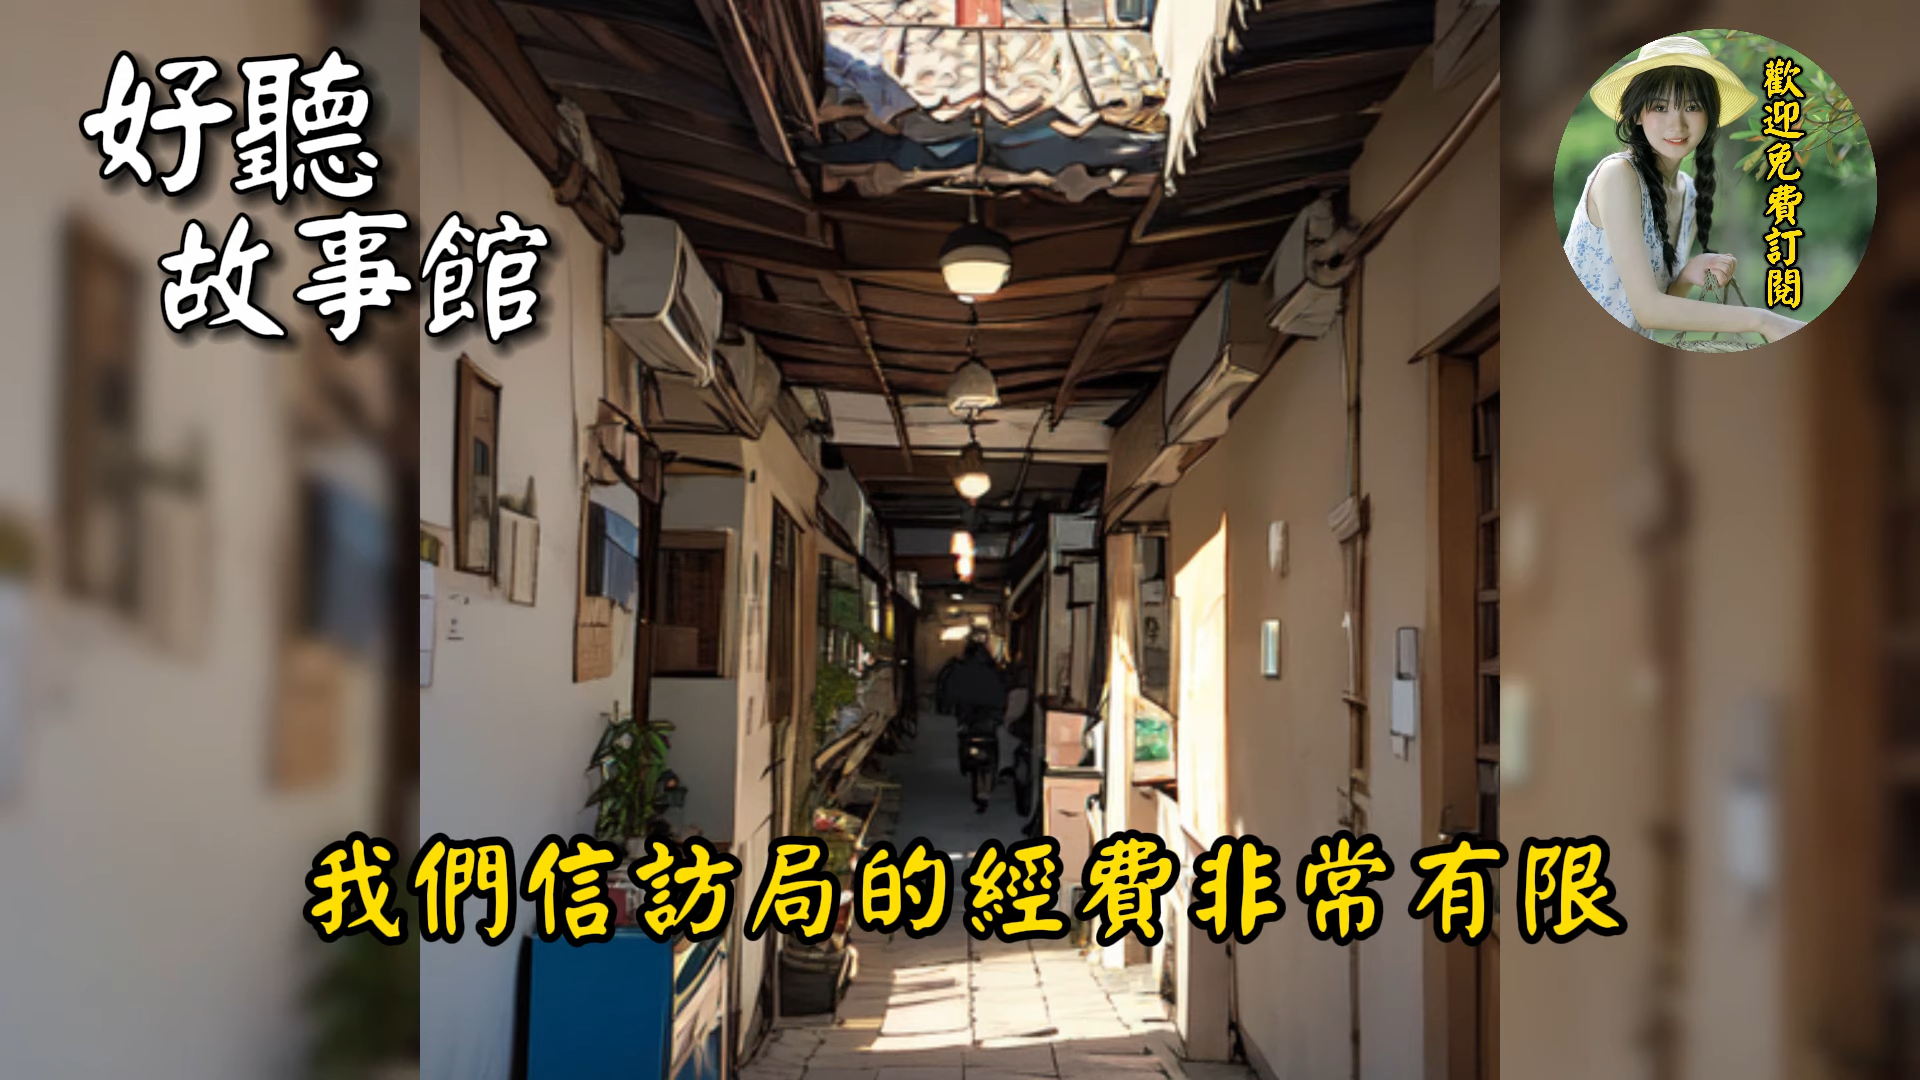 好聽
故事館
歡迎免費訂閱
我們信訪局的經費非常有限